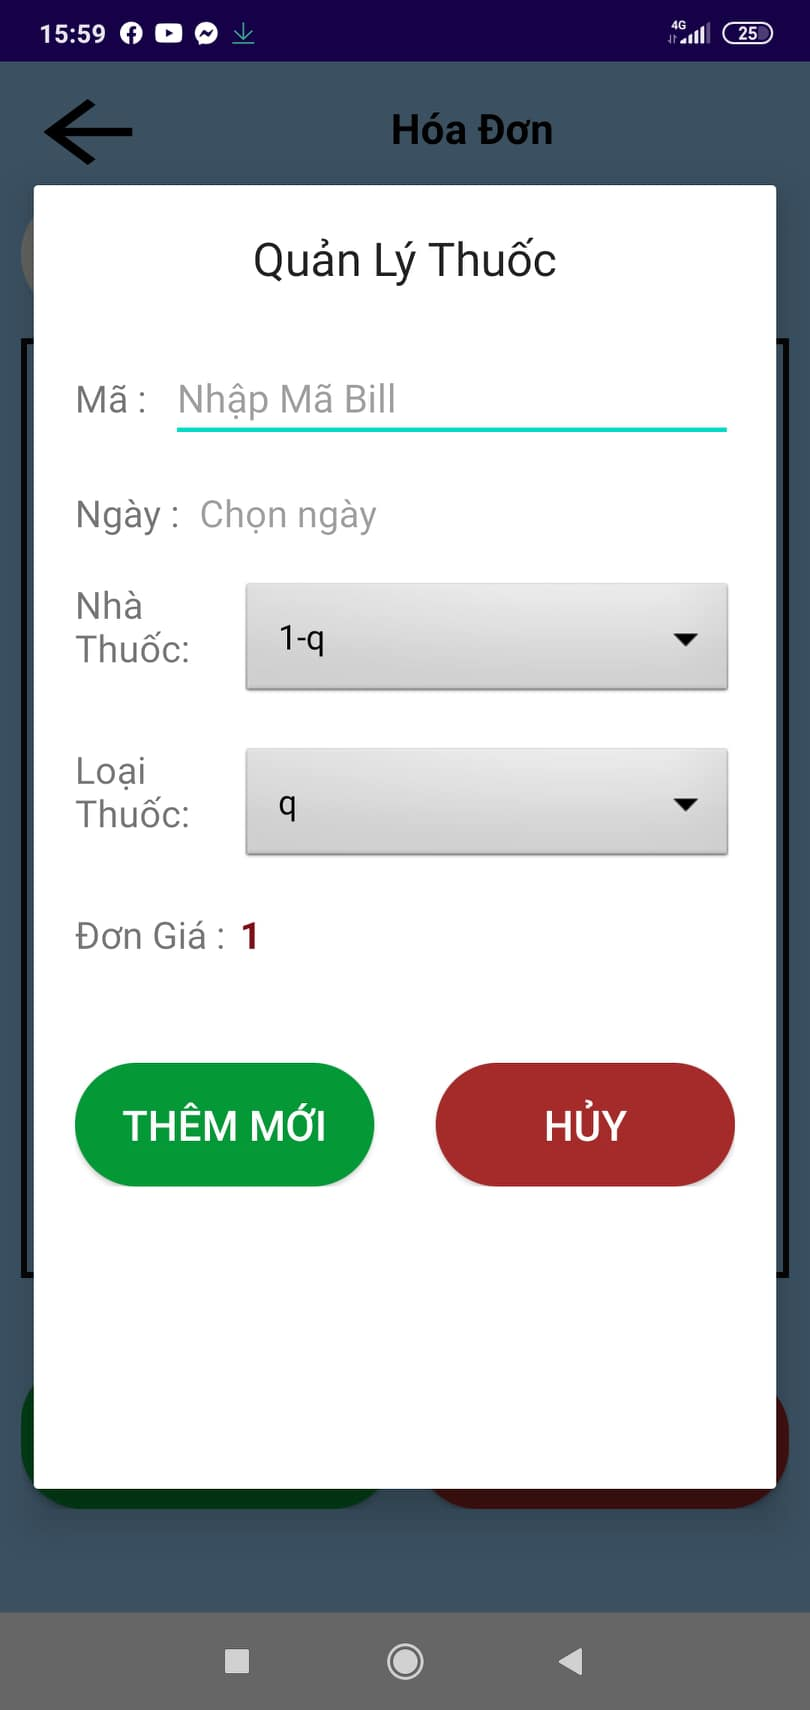 15:59 4G 25
Hóa Đơn
Quản Lý Thuốc
Mã : Nhập Mã Bill
Ngày : Chọn ngày
Nhà
Thuốc:
1-q
Loại
Thuốc:
q
Đơn Giá : 1
THÊM MỚI HỦY